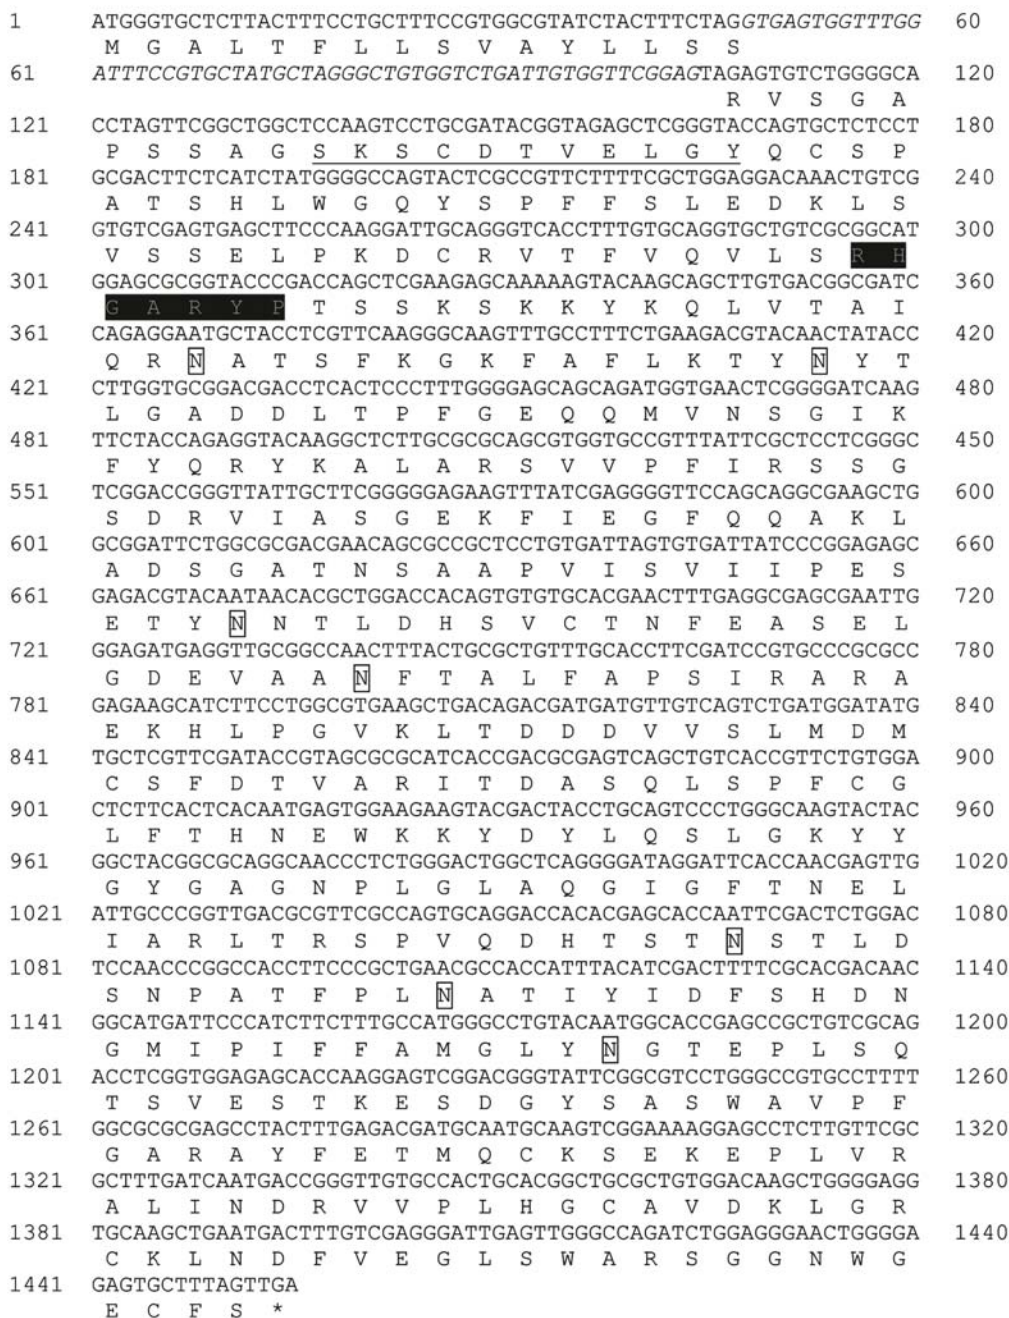 1 ATGGGTGCTCTTACTTTCCTGCTTTCCGTGGCGTATCTACTTTCTAGGTGAGTGGTTTGG 60
M G A L T F L L S V A Y L L S S
61 ATTTCCGTGCTATGCTAGGGCTGTGGTCTGATTGTGGTTCGGAGTAGAGTGTCTGGGGCA 120
R V S G A
121 CCTAGTTCGGCTGGCTCCAAGTCCTGCGATACGGTAGAGCTCGGGTACCAGTGCTCTCCT 180
P S S A G S K S C D T V E L G Y Q C S P
181 GCGACTTCTCATCTATGGGGCCAGTACTCGCCGTTCTTTTCGCTGGAGGACAAACTGTCG 240
A T S H L W G Q Y S P F F S L E D K L S
241 GTGTCGAGTGAGCTTCCCAAGGATTGCAGGGTCACCTTTGTGCAGGTGCTGTCGCGGCAT 300
V S S E L P K D C R V T F V Q V L S R H
301 GGAGCGCGGTACCCGACCAGCTCGAAGAGCAAAAAGTACAAGCAGCTTGTGACGGCGATC 360
G A R Y P T S S K S K K Y K Q L V T A I
361 CAGAGGAATGCTACCTCGTTCAAGGGCAAGTTTGCCTTTCTGAAGACGTACAACTATACC 420
Q R N A T S F K G K F A F L K T Y N Y T
421 CTTGGTGCGGACGACCTCACTCCCTTTGGGGAGCAGCAGATGGTGAACTCGGGGATCAAG 480
L G A D D L T P F G E Q Q M V N S G I K
481 TTCTACCAGAGGTACAAGGCTCTTGCGCGCAGCGTGGTGCCGTTTATTCGCTCCTCGGGC 450
F Y Q R Y K A L A R S V V P F I R S S G
551 TCGGACCGGGTTATTGCTTCGGGGGAGAAGTTTATCGAGGGGTTCCAGCAGGCGAAGCTG 600
S D R V I A S G E K F I E G F Q Q A K L
601 GCGGATTCTGGCGCGACGAACAGCGCCGCTCCTGTGATTAGTGTGATTATCCCGGAGAGC 660
A D S G A T N S A A P V I S V I I P E S
661 GAGACGTACAATAACACGCTGGACCACAGTGTGTGCACGAACTTTGAGGCGAGCGAATTG 720
E T Y N N T L D H S V C T N F E A S E L
721 GGAGATGAGGTTGCGGCCAACTTTACTGCGCTGTTTGCACCTTCGATCCGTGCCCGCGCC 780
G D E V A A N F T A L F A P S I R A R A
781 GAGAAGCATCTTCCTGGCGTGAAGCTGACAGACGATGATGTTGTCAGTCTGATGGATATG 840
E K H L P G V K L T D D D V V S L M D M
841 TGCTCGTTCGATACCGTAGCGCGCATCACCGACGCGAGTCAGCTGTCACCGTTCTGTGGA 900
C S F D T V A R I T D A S Q L S P F C G
901 CTCTTCACTCACAATGAGTGGAAGAAGTACGACTACCTGCAGTCCCTGGGCAAGTACTAC 960
L F T H N E W K K Y D Y L Q S L G K Y Y
961 GGCTACGGCGCAGGCAACCCTCTGGGACTGGCTCAGGGGATAGGATTCACCAACGAGTTG 1020
G Y G A G N P L G L A Q G I G F T N E L
1021 ATTGCCCGGTTGACGCGTTCGCCAGTGCAGGACCACACGAGCACCAATTCGACTCTGGAC 1080
I A R L T R S P V Q D H T S T N S T L D
1081 TCCAACCCGGCCACCTTCCCGCTGAACGCCACCATTTACATCGACTTTTCGCACGACAAC 1140
S N P A T F P L N A T I Y I D F S H D N
1141 GGCATGATTCCCATCTTCTTTGCCATGGGCCTGTACAATGGCACCGAGCCGCTGTCGCAG 1200
G M I P I F F A M G L Y N G T E P L S Q
1201 ACCTCGGTGGAGAGCACCAAGGAGTCGGACGGGTATTCGGCGTCCTGGGCCGTGCCTTTT 1260
T S V E S T K E S D G Y S A S W A V P F
1261 GGCGCGCGAGCCTACTTTGAGACGATGCAATGCAAGTCGGAAAAGGAGCCTCTTGTTCGC 1320
G A R A Y F E T M Q C K S E K E P L V R
1321 GCTTTGATCAATGACCGGGTTGTGCCACTGCACGGCTGCGCTGTGGACAAGCTGGGGAGG 1380
A L I N D R V V P L H G C A V D K L G R
1381 TGCAAGCTGAATGACTTTGTCGAGGGATTGAGTTGGGCCAGATCTGGAGGGAACTGGGGA 1440
C K L N D F V E G L S W A R S G G N W G
1441 GAGTGCTTTAGTTGA
E C F S *